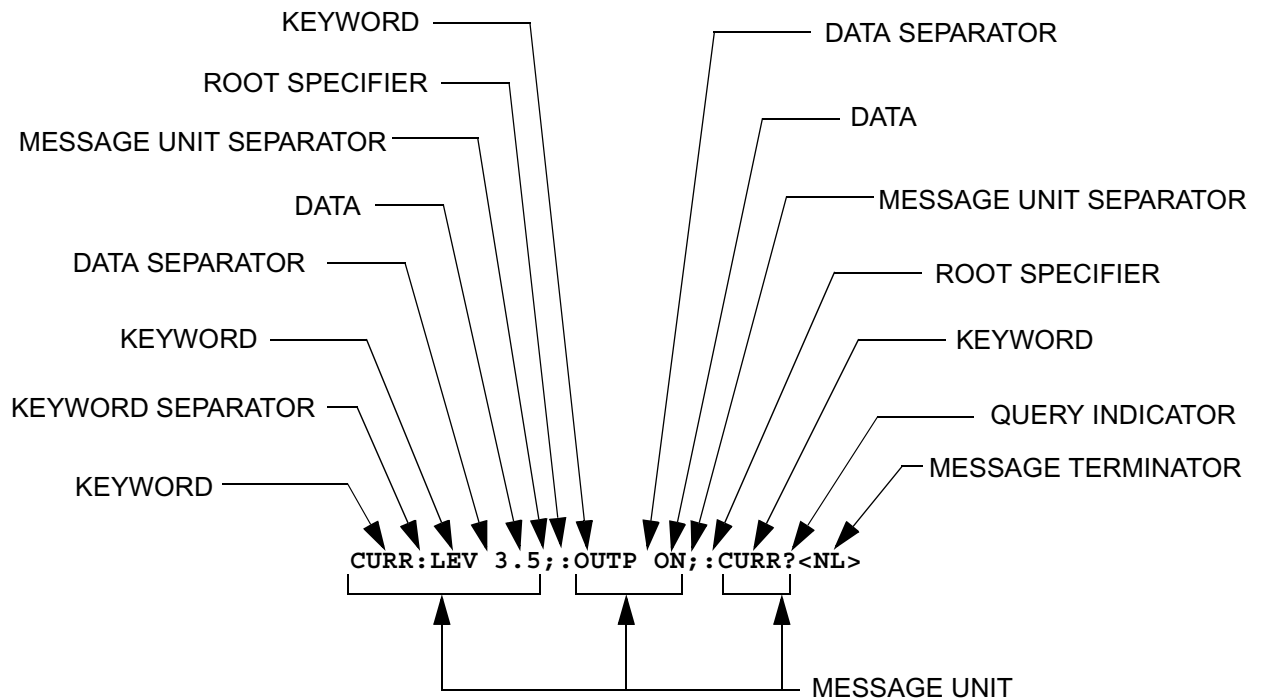 KEYWORD
DATA SEPARATOR
ROOT SPECIFIER
DATA
MESSAGE UNIT SEPARATOR
MESSAGE UNIT SEPARATOR
DATA
DATA SEPARATOR
ROOT SPECIFIER
KEYWORD
KEYWORD
KEYWORD SEPARATOR
QUERY INDICATOR
MESSAGE TERMINATOR
KEYWORD
CURR:LEV 3.5;:OUTP ON;:CURR?<NL>
MESSAGE UNIT